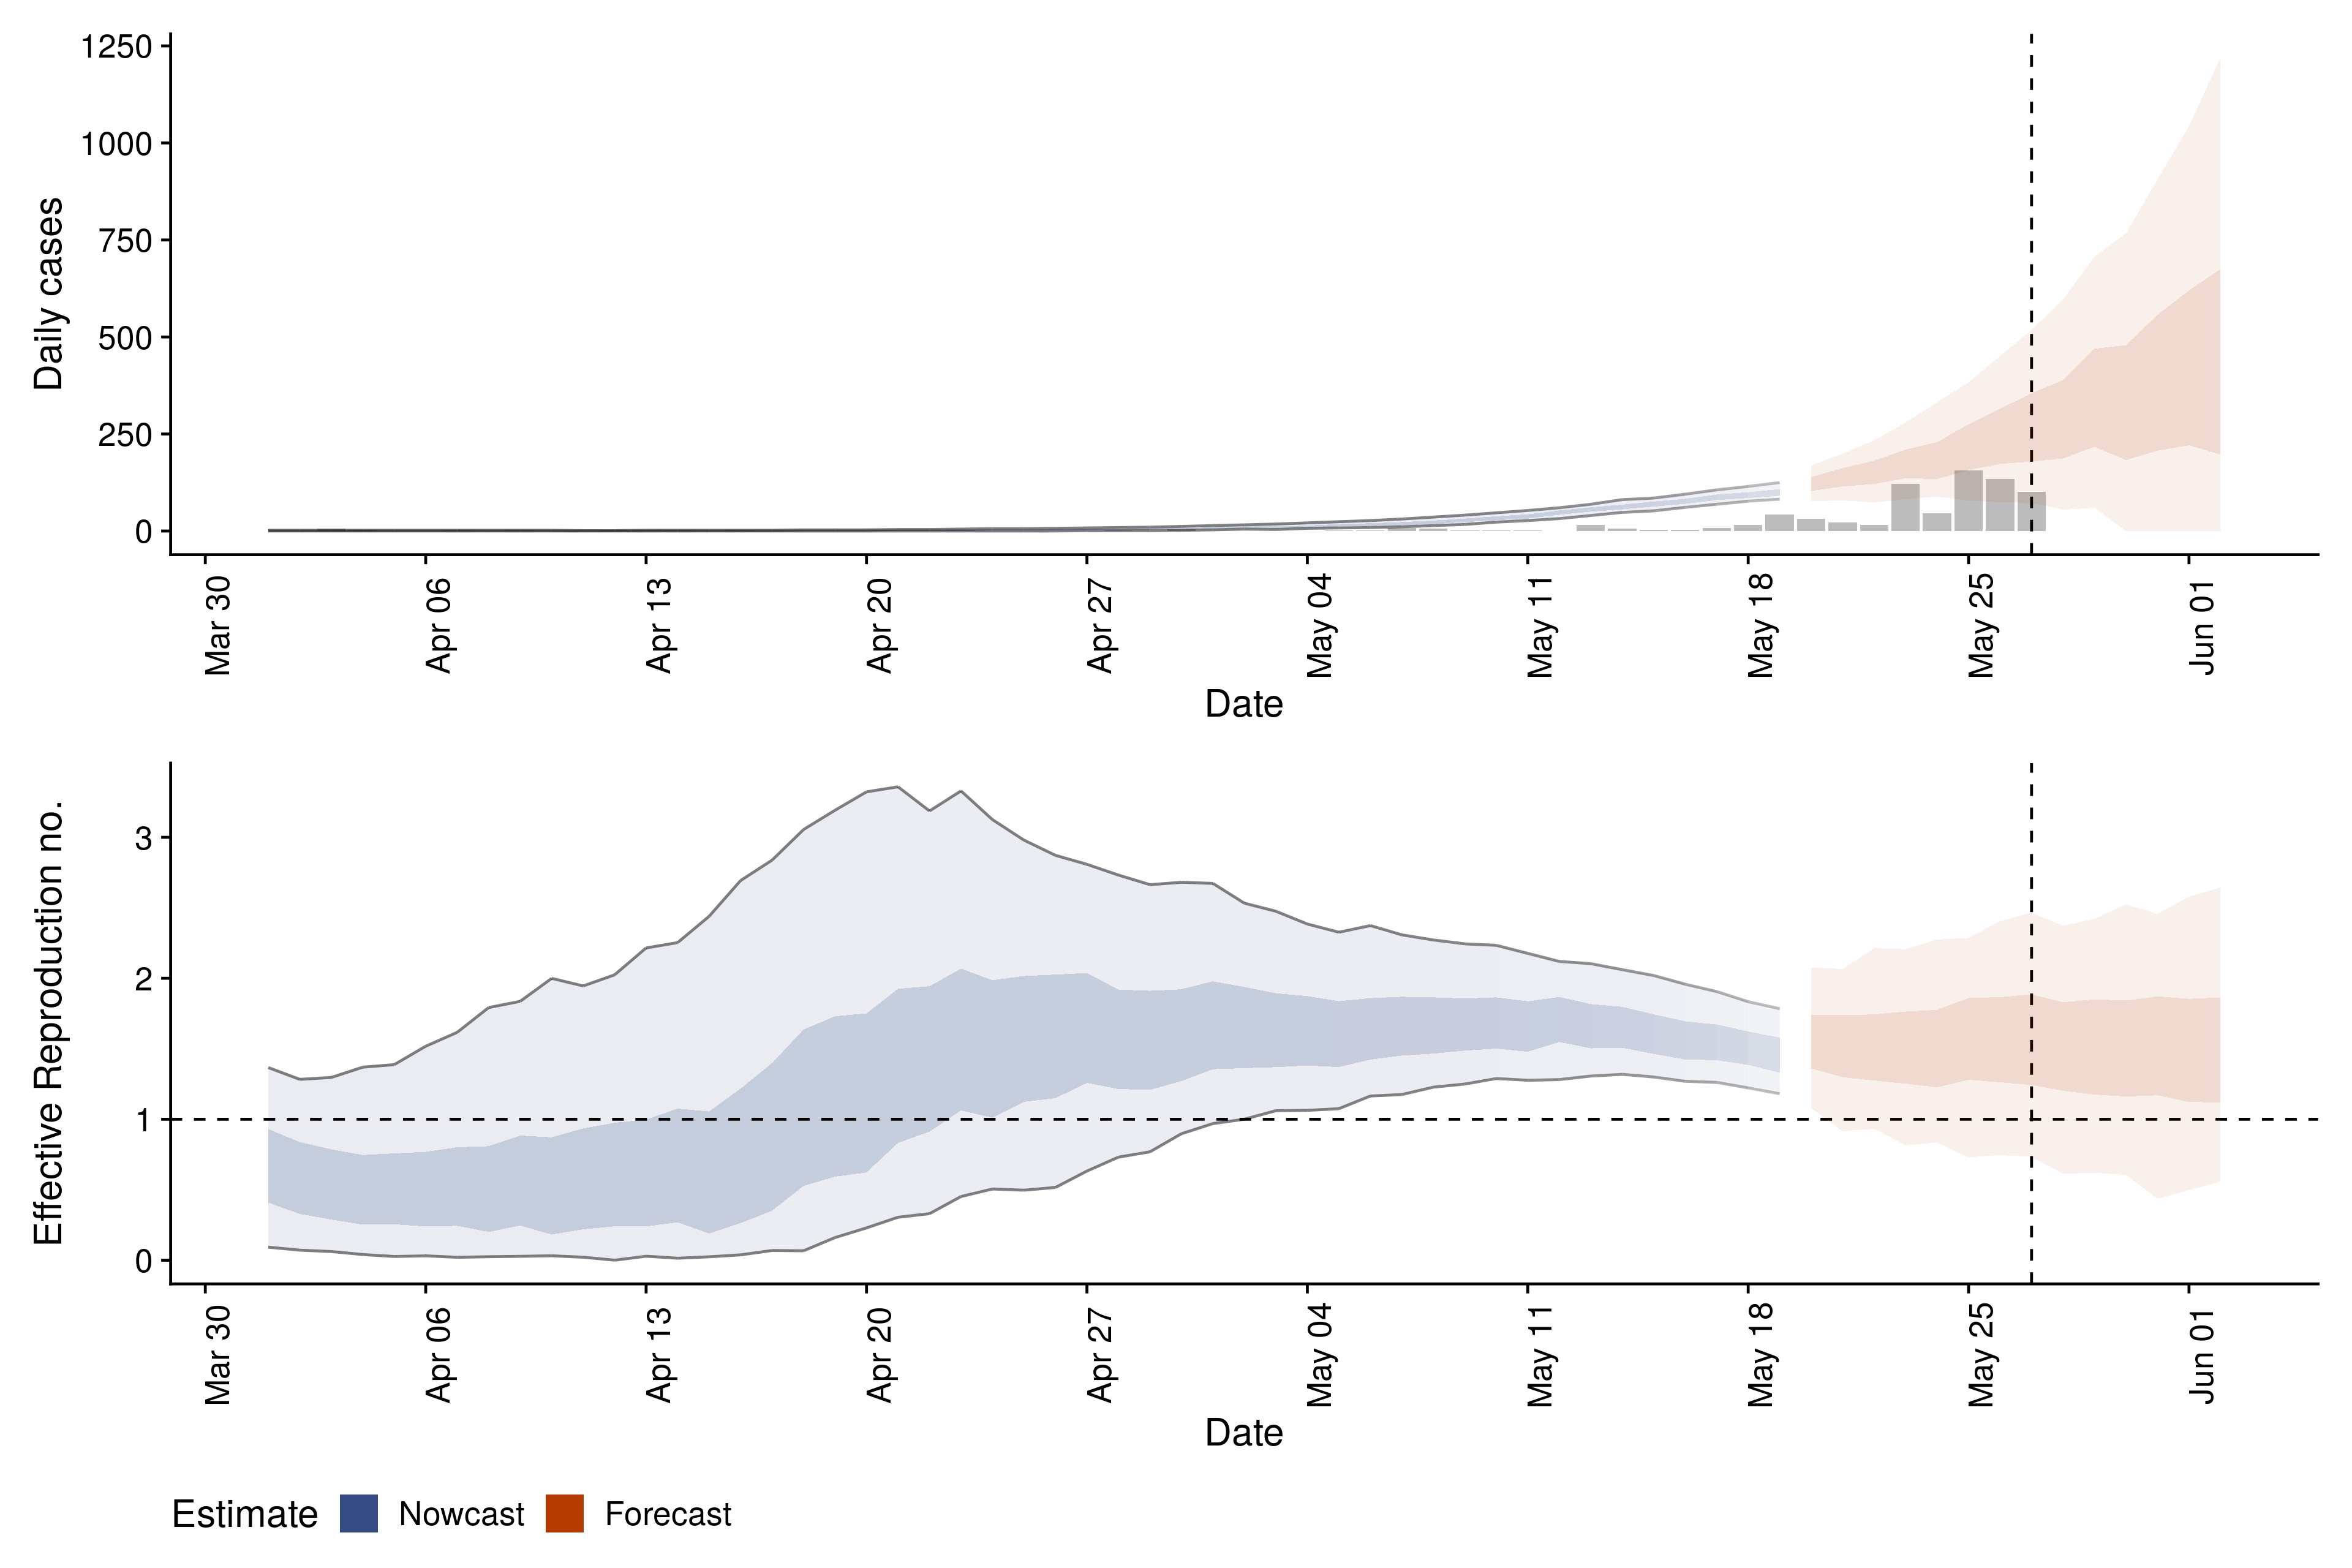 1250
1000
750
500
250
0
Daily cases
Mar 30
Apr 06
Apr 13
Apr 20
Apr 27
May 04
May 11
May 18
May 25
Jun 01
Date
3
2
1
0
Effective Reproduction no.
Mar 30
Apr 06
Apr 13
Apr 20
Apr 27
May 04
May 11
May 18
May 25
Jun 01
Date
Estimate Nowcast Forecast